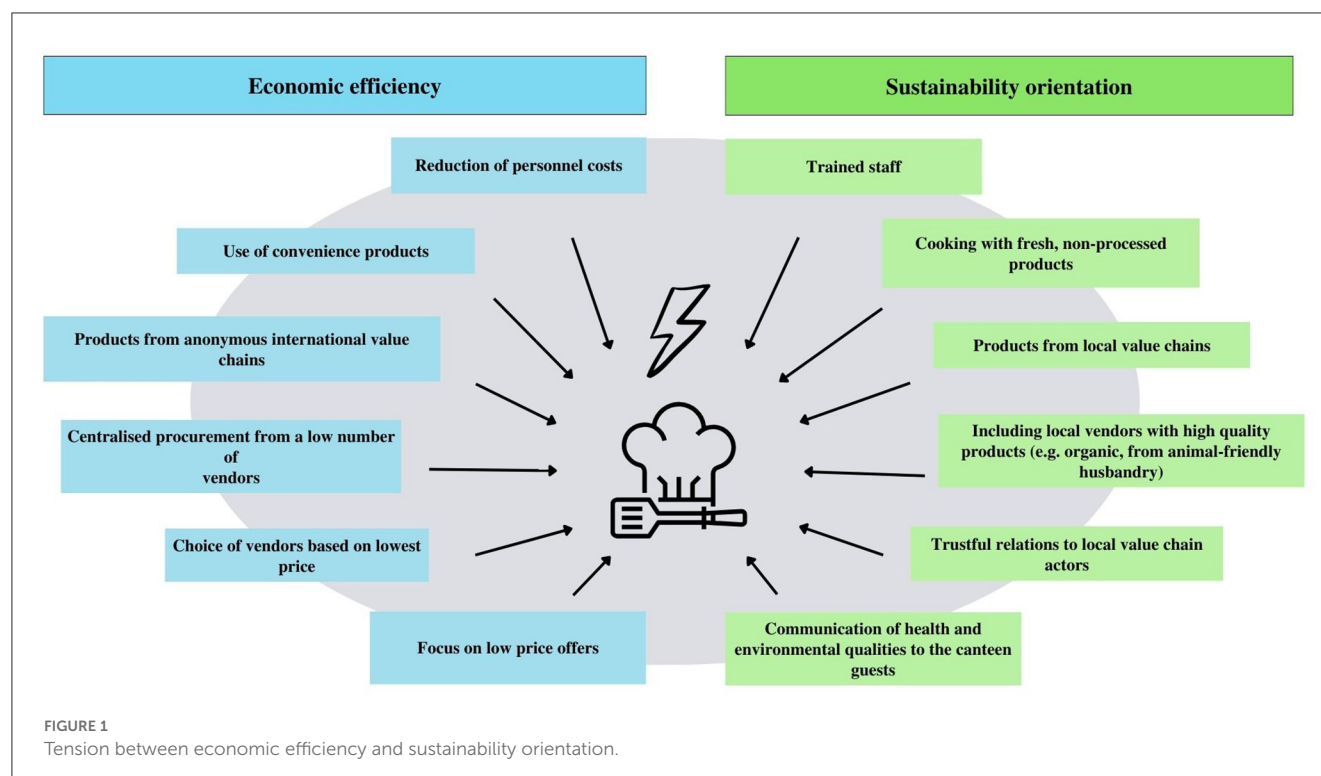 Economic efficiency
Sustainability orientation
Reduction of personnel costs
Trained staff
Use of convenience products
Cooking with fresh, non-processed
products
Products from anonymous international value
chains
Products from local value chains
Centralised procurement from a low number
of
vendors
Including local vendors with high quality
products (e.g. organic, from animal-friendly
husbandry)
Choice of vendors based on lowest
price
Trustful relations to local value chain
actors
Focus on low price offers
Communication of health and
environmental qualities to the canteen
guests
FIGURE 1
Tension between economic efficiency and sustainability orientation.